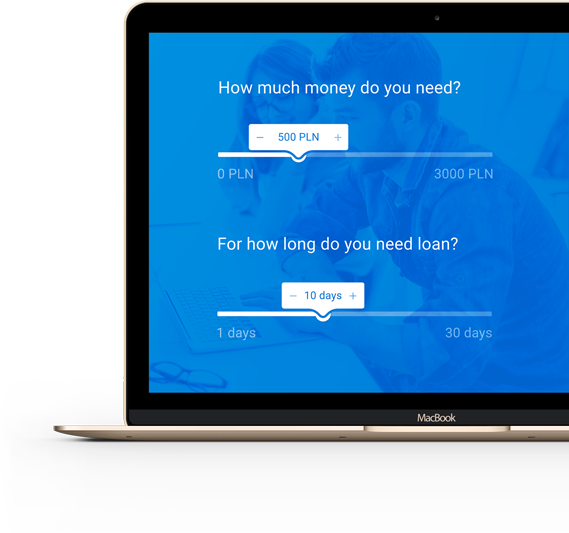 How much money do you need?
− 500 PLN +
0 PLN 3000 PLN
For how long do you need loan?
− 10 days +
1 days 30 days
MacBook